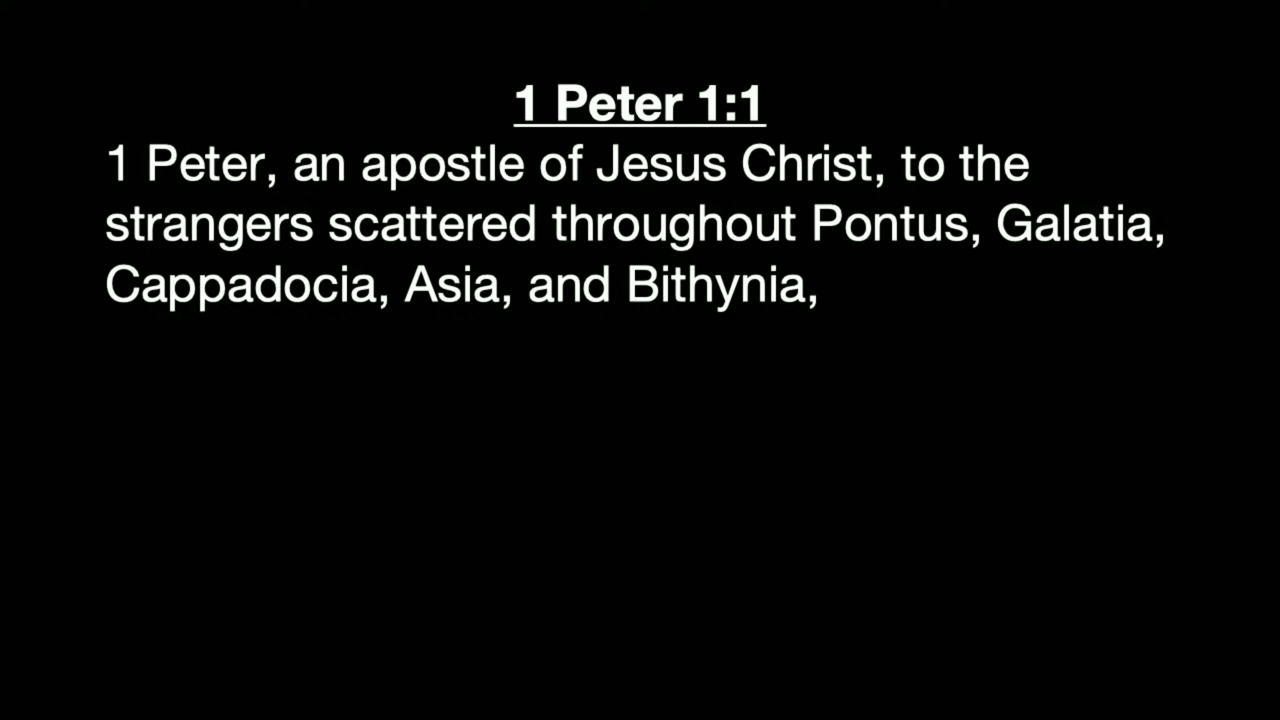 1 Peter 1:1
1 Peter, an apostle of Jesus Christ, to the
strangers scattered throughout Pontus, Galatia,
Cappadocia, Asia, and Bithynia,